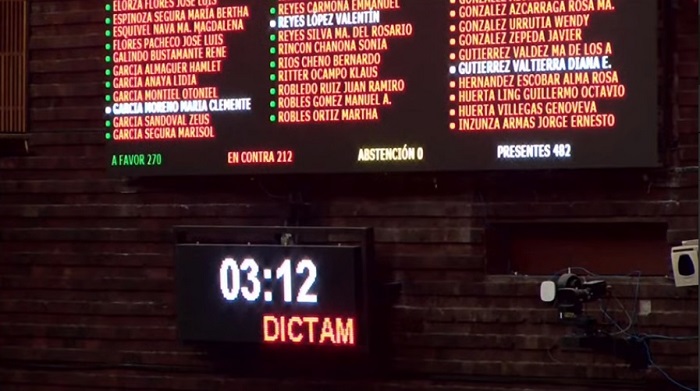 ELORZA FLORES JOSE LUIS
ESPINOZA SEGURA MARÍA BERTHA
ESQUIVEL NAVA MA. MAGDALENA
FLORES PACHECO JOSE LUIS
GALINDO BUSTAMANTE RENE
GARCIA ALMAGUER HAMLET
GARCIA ANAYA LIDIA
GARCIA MONTIEL OTONIEL
GARCIA MORENO MARIA CLEMENTE
GARCIA SANDOVAL ZEUS
GARCIA SEGURA MARISOL
REYES CARMONA EMMANUEL
REYES LÓPEZ VALENTÍN
REYES SILVA MA. DEL ROSARIO
RINCON CHANONA SONIA
RIOS CHENO BERNARDO
RITTER OCAMPO KLAUS
ROBLEDO RUIZ JUAN RAMIRO
ROBLES GOMEZ MANUEL A.
ROBLES ORTIZ MARTHA
GONZALEZ AZCARRAGA ROSA MA.
GONZALEZ URRUTIA WENDY
GONZALEZ ZEPEDA JAVIER
GUTIERREZ VALDEZ MA DE LOS A
GUTIERREZ VALTIERRA DIANA E.
HERNANDEZ ESCOBAR ALMA ROSA
HUERTA LING GUILLERMO OCTAVIO
HUERTA VILLEGAS GENOVEVA
INZUNZA ARMAS JORGE ERNESTO
A FAVOR 270
EN CONTRA 212
ABSTENCIÓN 0
PRESENTES 482
03:12
DICTAM